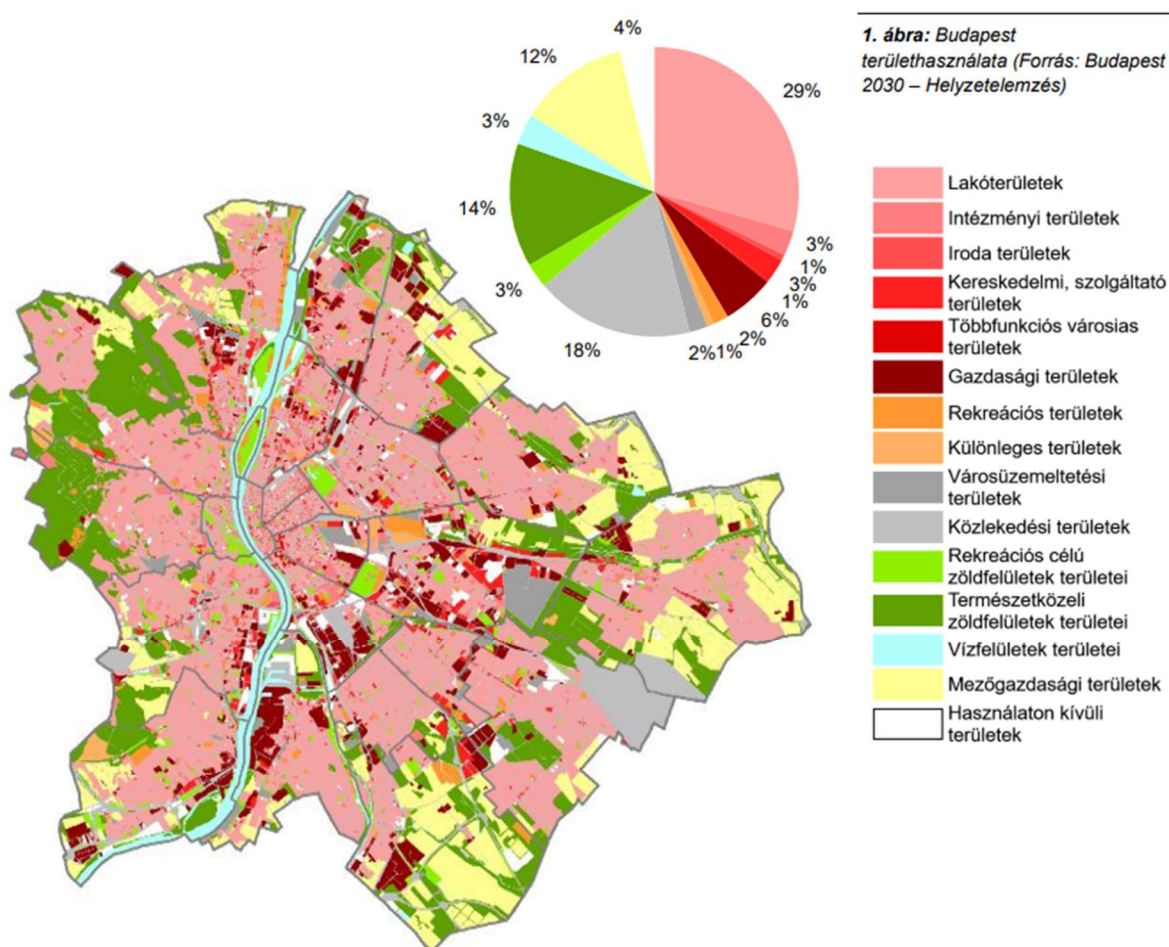 1. ábra: Budapest
területhasználata (Forrás: Budapest
2030 – Helyzetelemzés)
4%
12%
29%
3%
14%
3%
3%
1%
3%
1%
6%
2%
1%
2%
18%
Lakóterületek
Intézményi területek
Iroda területek
Kereskedelmi, szolgáltató
területek
Többfunkciós városias
területek
Gazdasági területek
Rekreációs területek
Különleges területek
Városüzemeltetési
területek
Közlekedési területek
Rekreációs célú
zöldfelületek területei
Természetközeli
zöldfelületek területei
Vízfelületek területei
Mezőgazdasági területek
Használaton kívüli
területek